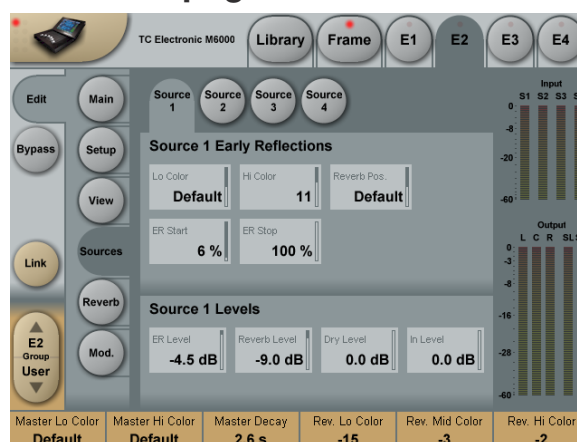 TC Electronic M6000
Library
Frame
E1
E2
E3
E4
Edit
Bypass
Link
E2
Group
User
Main
Setup
View
Sources
Reverb
Mod.
Source 1
Source 2
Source 3
Source 4
Source 1 Early Reflections
Lo Color
Default
Hi Color
11
Reverb Pos.
Default
ER Start
6 %
ER Stop
100 %
Source 1 Levels
ER Level
-4.5 dB
Reverb Level
-9.0 dB
Dry Level
0.0 dB
In Level
0.0 dB
Input
S1 S2 S3
0
-8
-20
-60
Output
L C R SL
0
-3
-8
-16
-28
-60
Master Lo Color
Default
Master Hi Color
Default
Master Decay
2.6 s
Rev. Lo Color
-15
Rev. Mid Color
-3
Rev. Hi Color
-2